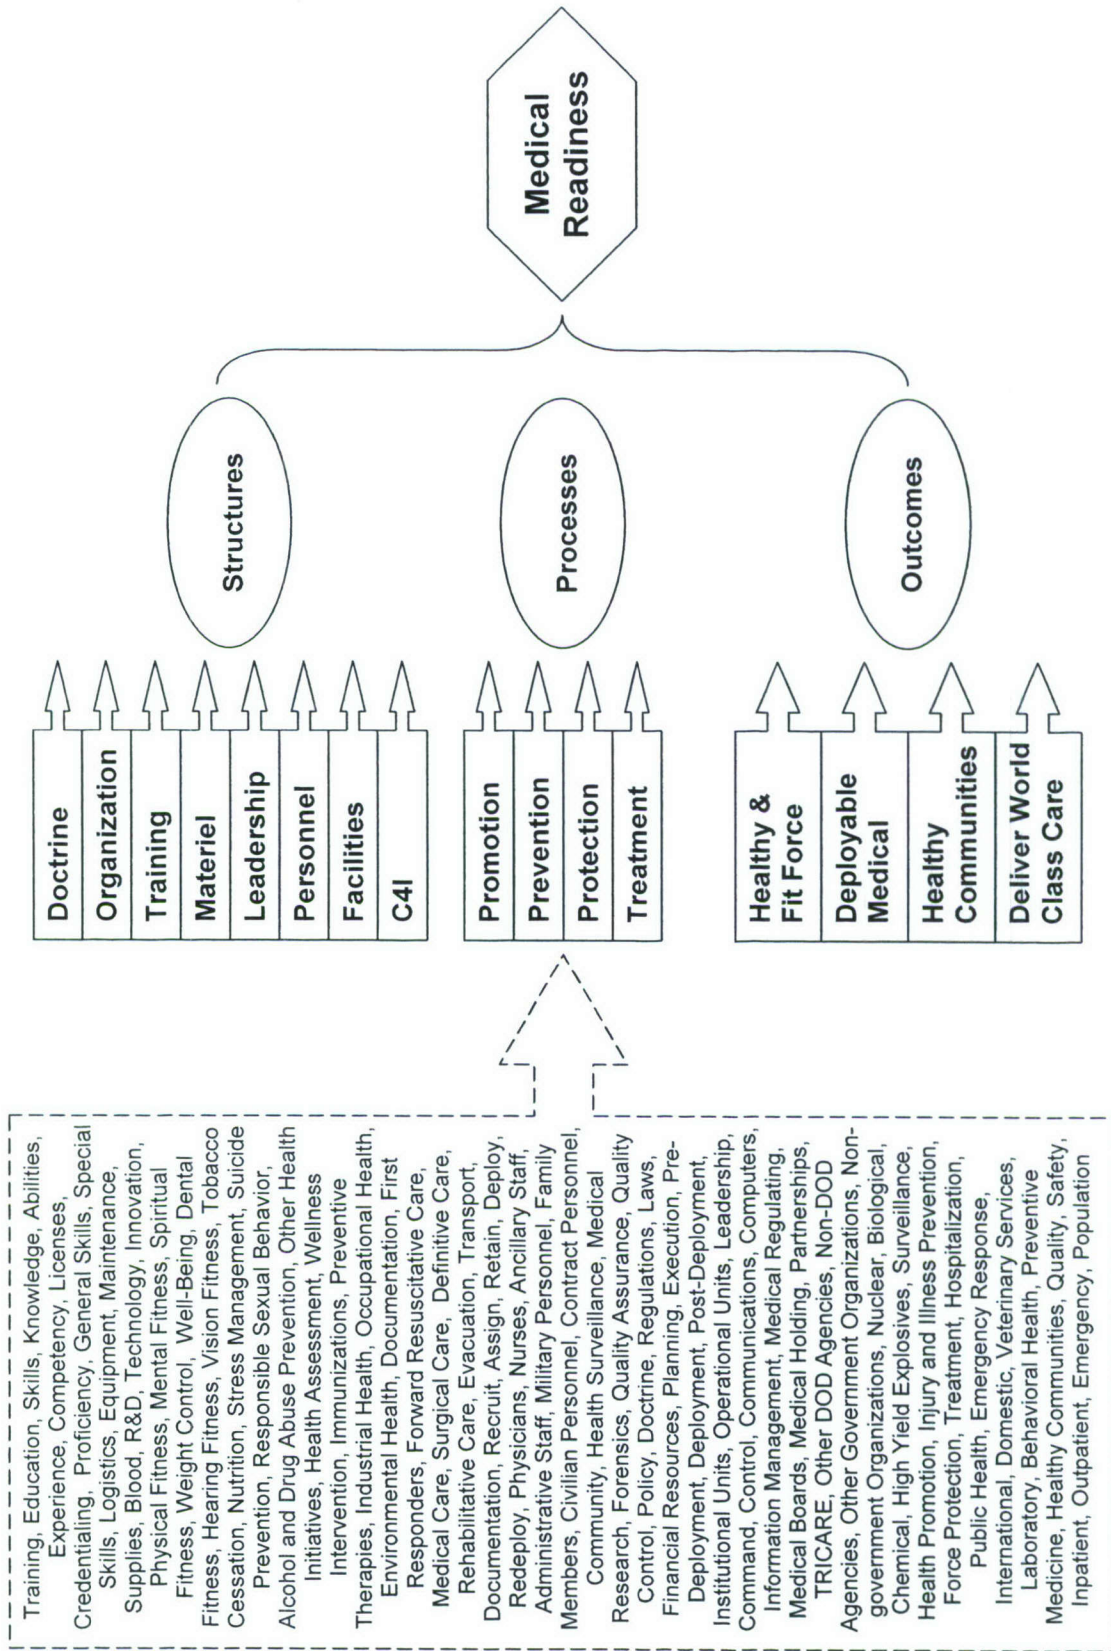 Training, Education, Skills, Knowledge, Abilities,
Experience, Competency, Licenses,
Credentialing, Proficiency, General Skills, Special
Skills, Logistics, Equipment, Maintenance,
Supplies, Blood, R&D, Technology, Innovation,
Physical Fitness, Mental Fitness, Spiritual
Fitness, Weight Control, Well-Being, Dental
Fitness, Hearing Fitness, Vision Fitness, Tobacco
Cessation, Nutrition, Stress Management, Suicide
Prevention, Responsible Sexual Behavior,
Alcohol and Drug Abuse Prevention, Other Health
Initiatives, Health Assessment, Wellness
Intervention, Immunizations, Preventive
Therapies, Industrial Health, Occupational Health,
Environmental Health, Documentation, First
Responders, Forward Resuscitative Care,
Medical Care, Surgical Care, Definitive Care,
Rehabilitative Care, Evacuation, Transport,
Documentation, Recruit, Assign, Retain, Deploy,
Redeploy, Physicians, Nurses, Ancillary Staff,
Administrative Staff, Military Personnel, Family
Members, Civilian Personnel, Contract Personnel,
Community, Health Surveillance, Medical
Research, Forensics, Quality Assurance, Quality
Control, Policy, Doctrine, Regulations, Laws,
Financial Resources, Planning, Execution, Pre-
Deployment, Deployment, Post-Deployment,
Institutional Units, Operational Units, Leadership,
Command, Control, Communications, Computers,
Information Management, Medical Regulating,
Medical Boards, Medical Holding, Partnerships,
TRICARE, Other DOD Agencies, Non-DOD
Agencies, Other Government Organizations, Non-
government Organizations, Nuclear, Biological,
Chemical, High Yield Explosives, Surveillance,
Health Promotion, Injury and Illness Prevention,
Force Protection, Treatment, Hospitalization,
Public Health, Emergency Response,
International, Domestic, Veterinary Services,
Laboratory, Behavioral Health, Preventive
Medicine, Healthy Communities, Quality, Safety,
Inpatient, Outpatient, Emergency, Population
Doctrine
Organization
Training
Materiel
Leadership
Personnel
Facilities
C4I
Promotion
Prevention
Protection
Treatment
Healthy &
Fit Force
Deployable
Medical
Healthy
Communities
Deliver World
Class Care
Structures
Processes
Outcomes
Medical
Readiness